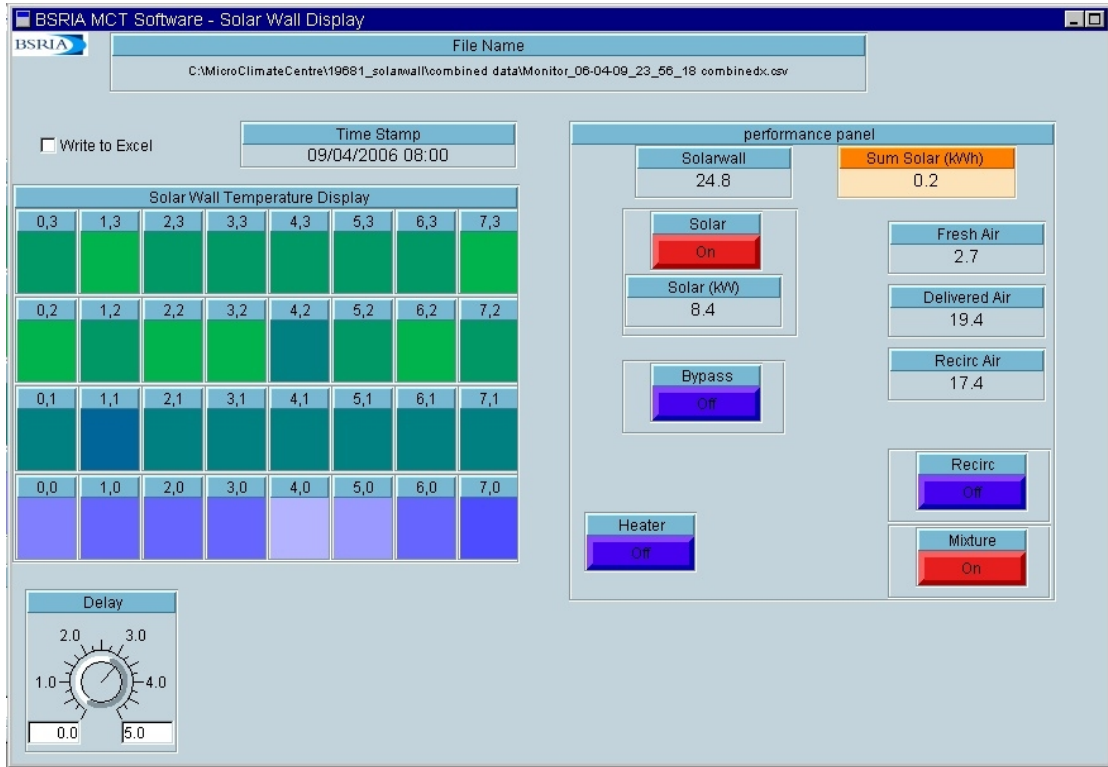 BSRIA MCT Software - Solar Wall Display
BSRIA
File Name
C:\MicroClimateCentre\19681_solarwall\combined data\Monitor_06-04-09_23_56_18 combinedx.csv
Write to Excel
Time Stamp
09/04/2006 08:00
Solar Wall Temperature Display
0,3 1,3 2,3 3,3 4,3 5,3 6,3 7,3
0,2 1,2 2,2 3,2 4,2 5,2 6,2 7,2
0,1 1,1 2,1 3,1 4,1 5,1 6,1 7,1
0,0 1,0 2,0 3,0 4,0 5,0 6,0 7,0
Delay
2.0 3.0
1.0 4.0
0.0 5.0
performance panel
Solarwall
24.8
Sum Solar (kWh)
0.2
Solar
On
Solar (kW)
8.4
Fresh Air
2.7
Delivered Air
19.4
Recirc Air
17.4
Bypass
Off
Recirc
Off
Heater
Off
Mixture
On